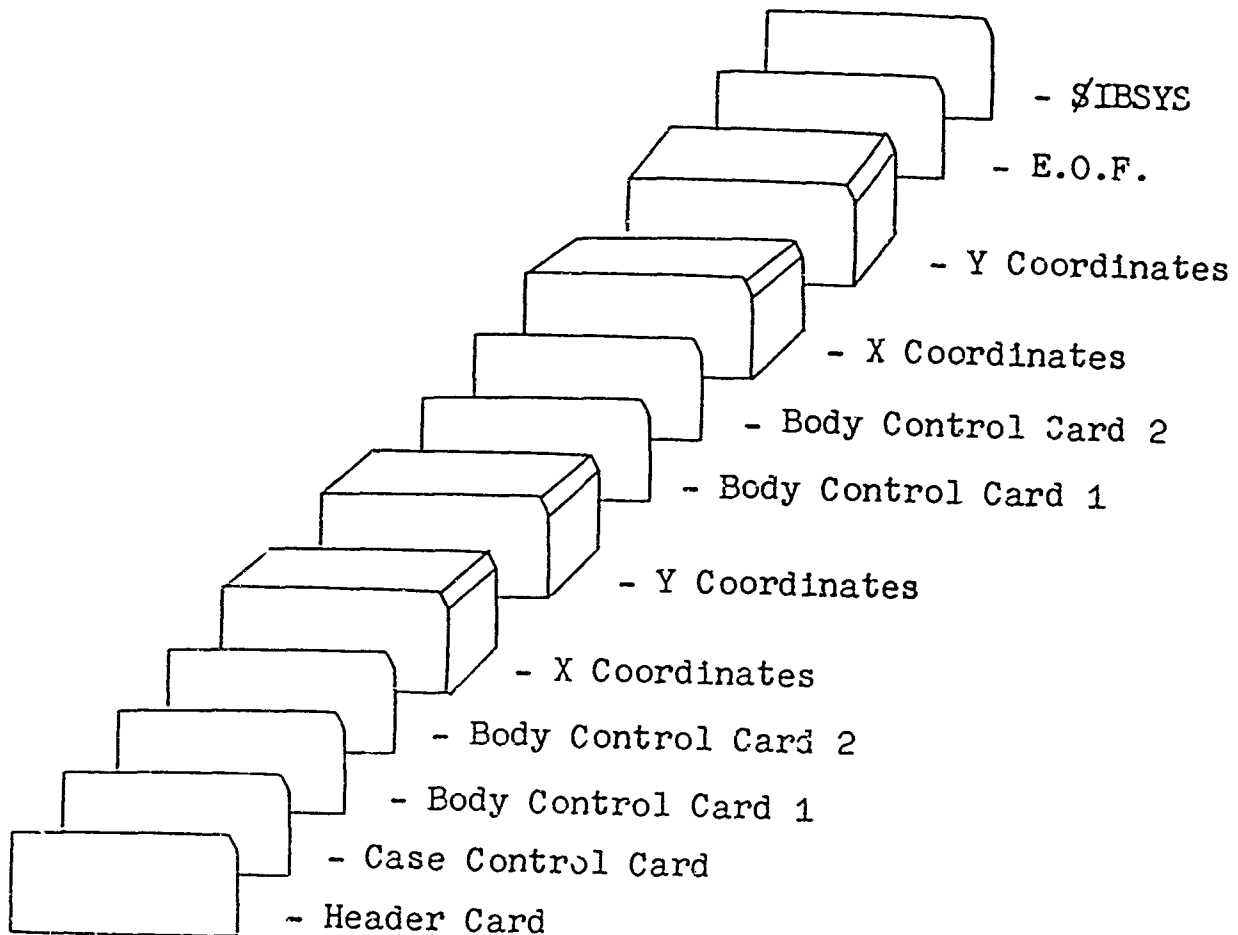 - $IBSYS
- E.O.F.
- Y Coordinates
- X Coordinates
- Body Control Card 2
- Body Control Card 1
- Y Coordinates
- X Coordinates
- Body Control Card 2
- Body Control Card 1
- Case Control Card
- Header Card